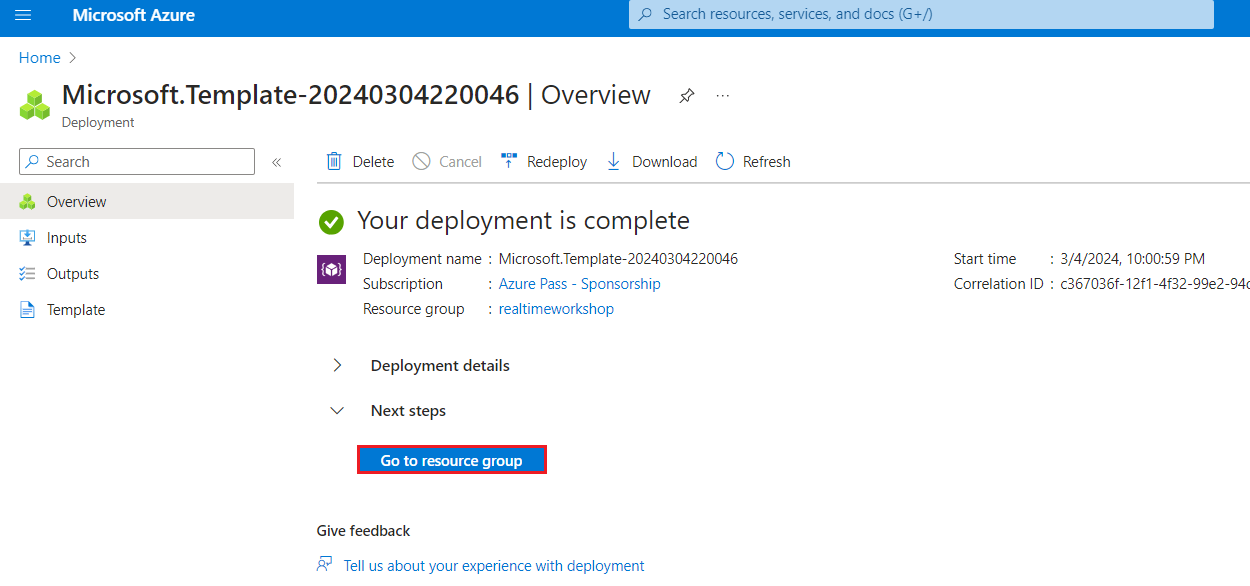 Microsoft Azure
Search resources, services, and docs (G+/)
Home
Microsoft.Template-20240304220046 | Overview
...
Deployment
Search
«
Delete
Cancel
Redeploy
Download
Refresh
Overview
Inputs
Outputs
Template
Your deployment is complete
Deployment name : Microsoft.Template-20240304220046
Subscription : Azure Pass - Sponsorship
Resource group : realtimeworkshop
Start time : 3/4/2024, 10:00:59 PM
Correlation ID : c367036f-12f1-4f32-99e2-94c
Deployment details
Next steps
Go to resource group
Give feedback
Tell us about your experience with deployment